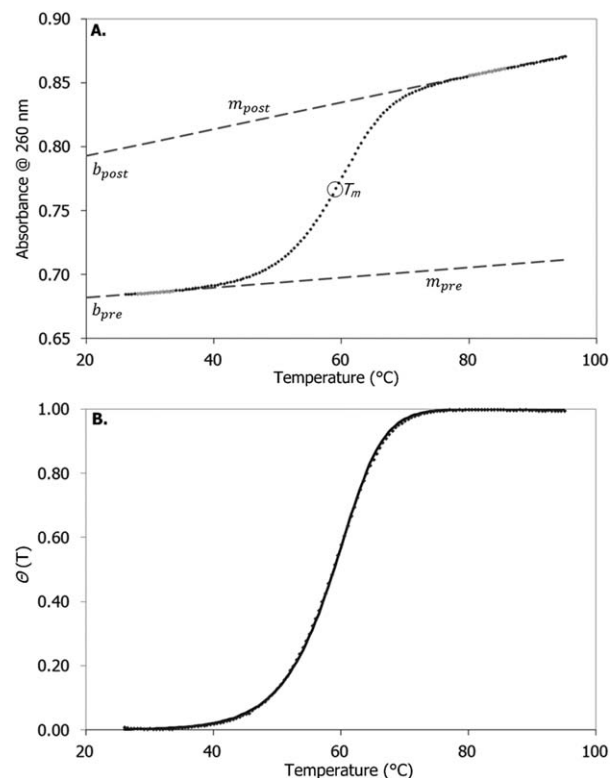 0.90
A.
0.85
m_post
0.80
b_post
Absorbance @ 260 nm
0.75
T_m
0.70
b_pre
m_pre
0.65
20
40
60
80
100
Temperature (°C)
1.00
B.
0.80
0.60
Θ (T)
0.40
0.20
0.00
20
40
60
80
100
Temperature (°C)